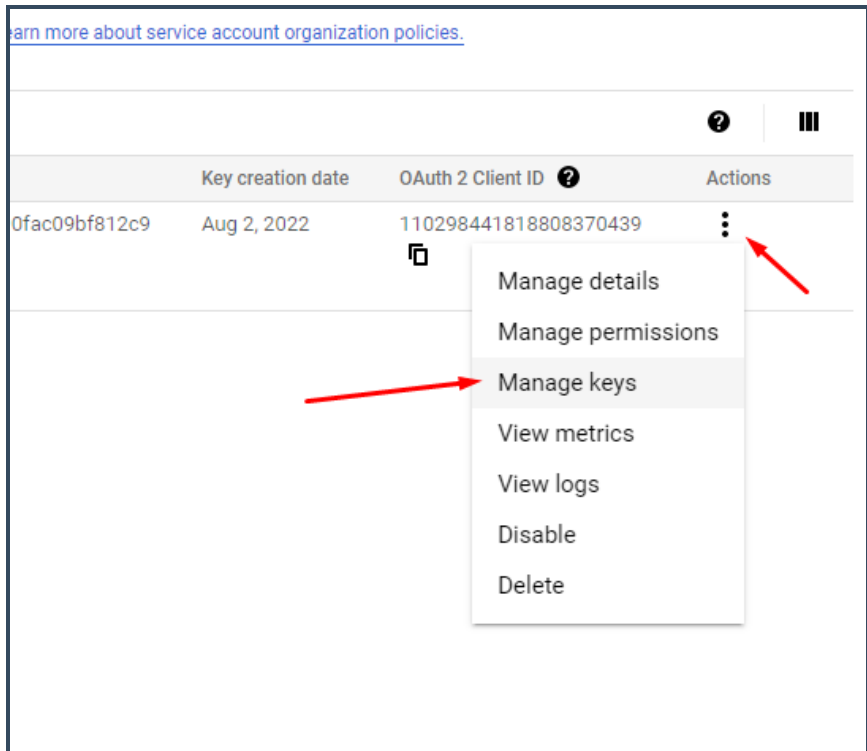 earn more about service account organization policies.
Key creation date OAuth 2 Client ID Actions
0fac09bf812c9 Aug 2, 2022 110298441818808370439
Manage details
Manage permissions
Manage keys
View metrics
View logs
Disable
Delete